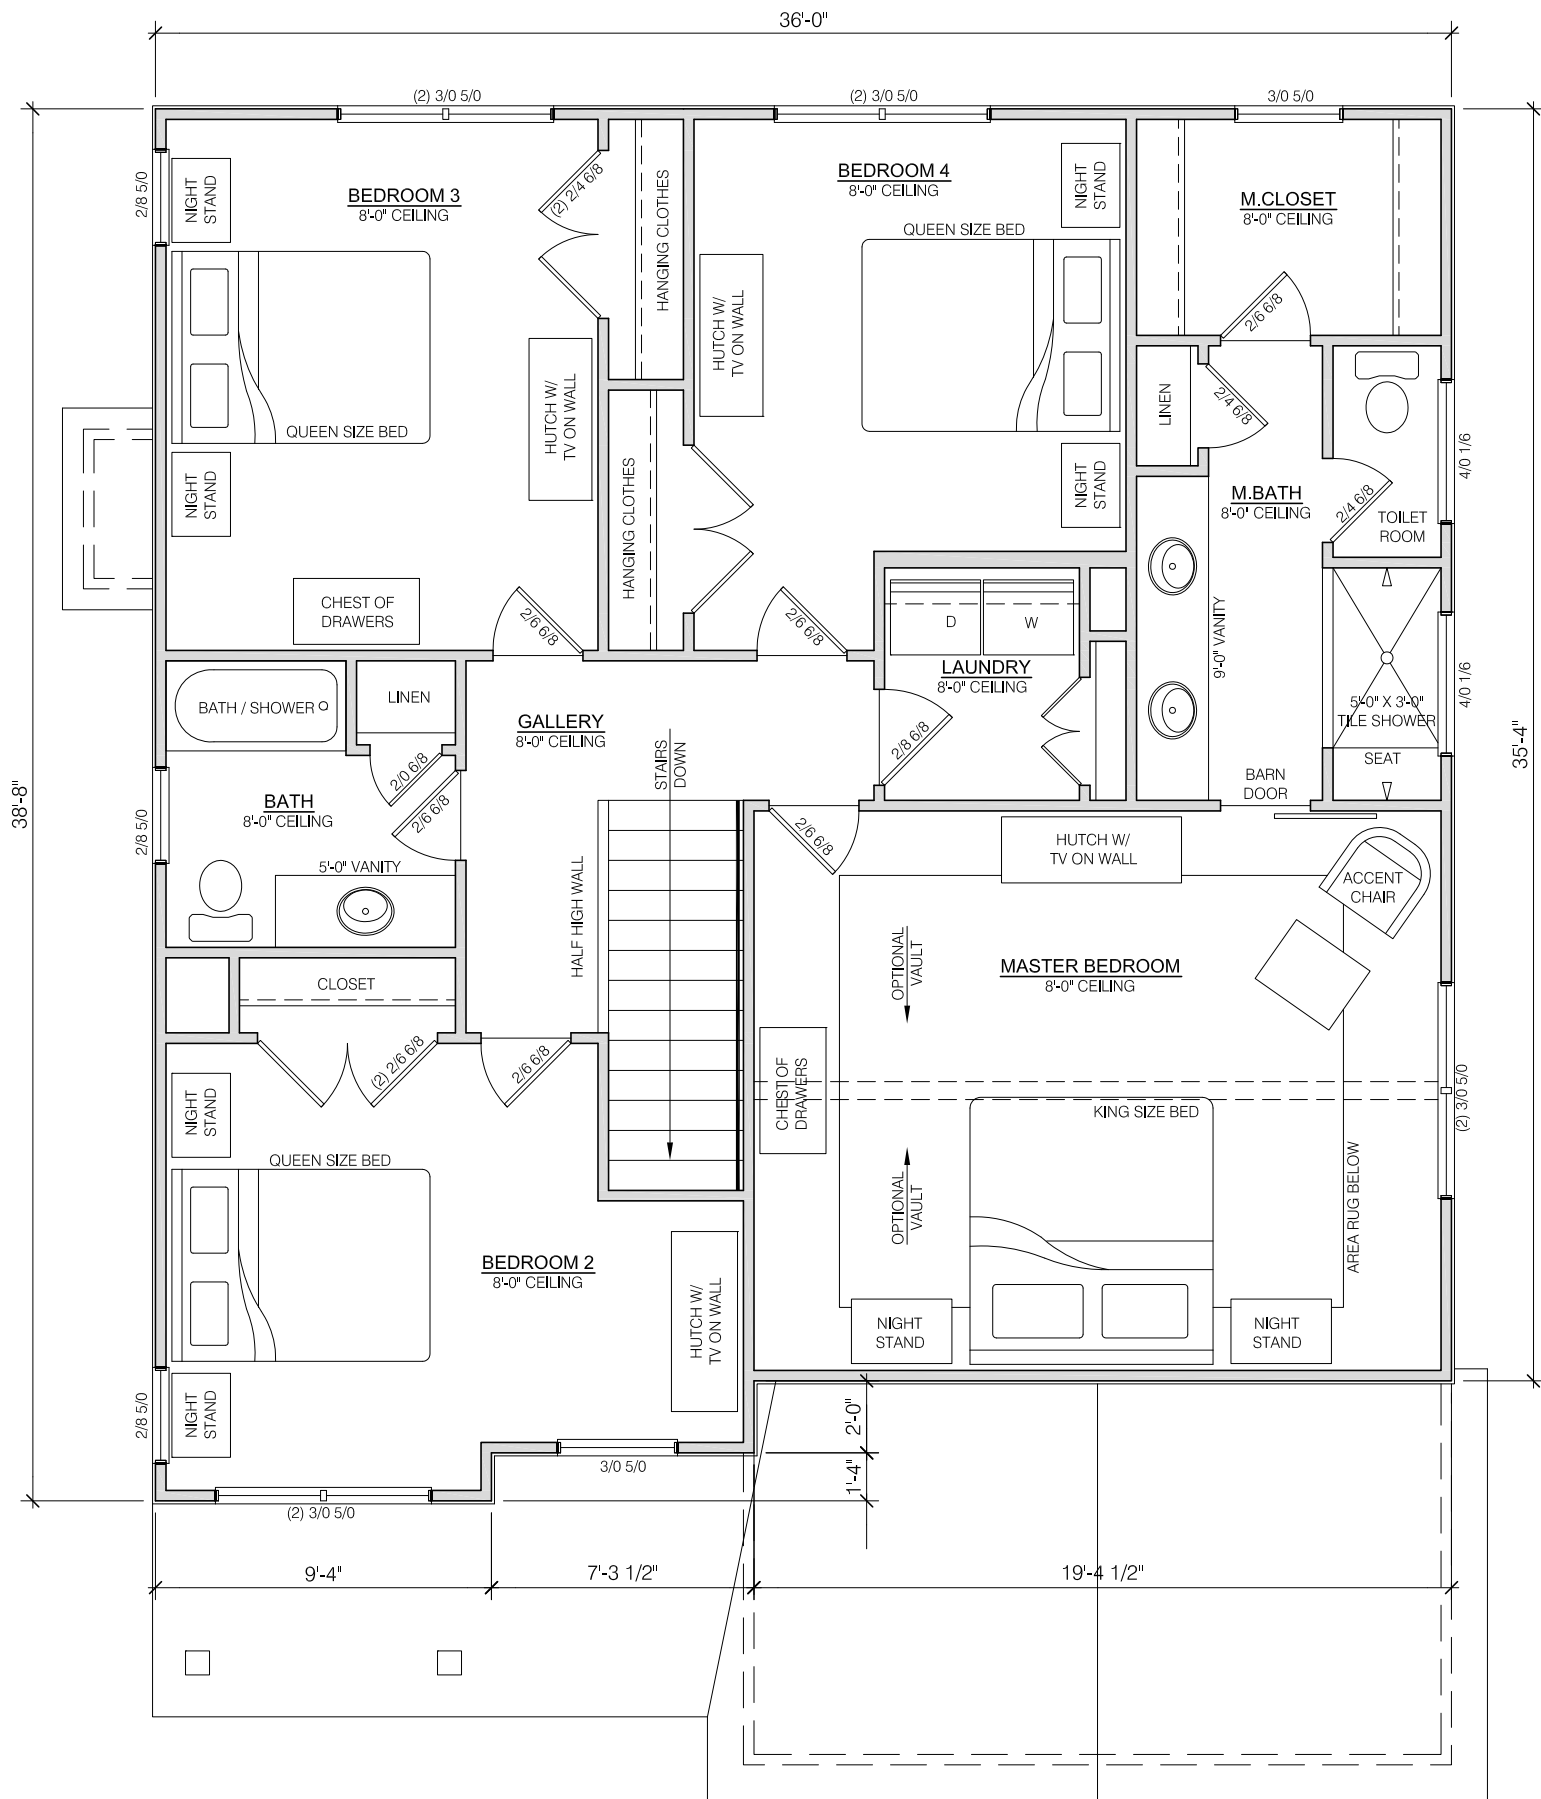 36'-0"
(2) 3/0 5/0
(2) 3/0 5/0
3/0 5/0
2/8 5/0
NIGHT
STAND
BEDROOM 3
8'-0" CEILING
(2) 2/4 6/8
HANGING CLOTHES
BEDROOM 4
8'-0" CEILING
NIGHT
STAND
M.CLOSET
8'-0" CEILING
QUEEN SIZE BED
HUTCH W/
TV ON WALL
2/6 6/8
HUTCH W/
TV ON WALL
QUEEN SIZE BED
LINEN
2/4 6/8
4/0 1/6
NIGHT
STAND
HANGING CLOTHES
NIGHT
STAND
M.BATH
8'-0" CEILING
2/4 6/8
TOILET
ROOM
CHEST OF
DRAWERS
2/6 6/8
2/6 6/8
D
W
9'-0" VANITY
LAUNDRY
8'-0" CEILING
4/0 1/6
BATH / SHOWER
LINEN
GALLERY
8'-0" CEILING
STAIRS
DOWN
2/8 6/8
5'-0" X 3'-0"
TILE SHOWER
SEAT
35'-4"
38'-8"
2/0 6/8
BARN
DOOR
2/8 5/0
BATH
8'-0" CEILING
2/6 6/8
2/6 6/8
HUTCH W/
TV ON WALL
5'-0" VANITY
ACCENT
CHAIR
HALF HIGH WALL
OPTIONAL
VAULT
MASTER BEDROOM
8'-0" CEILING
CLOSET
(2) 2/6 6/8
2/6 6/8
NIGHT
STAND
CHEST OF
DRAWERS
KING SIZE BED
(2) 3/0 5/0
QUEEN SIZE BED
OPTIONAL
VAULT
AREA RUG BELOW
BEDROOM 2
8'-0" CEILING
HUTCH W/
TV ON WALL
NIGHT
STAND
NIGHT
STAND
2/8 5/0
NIGHT
STAND
2'-0"
3/0 5/0
1'-4"
(2) 3/0 5/0
9'-4"
7'-3 1/2"
19'-4 1/2"